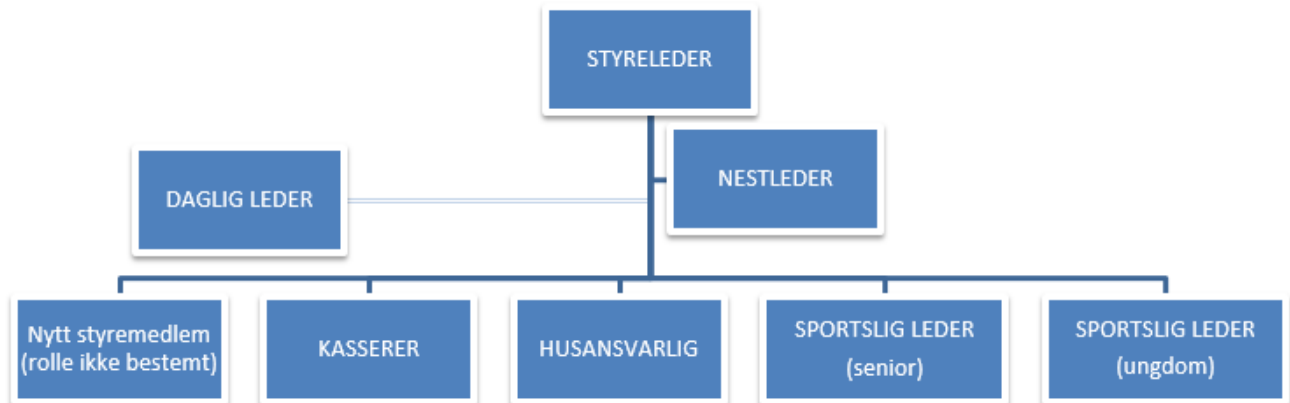 STYRELEDER
NESTLEDER
DAGLIG LEDER
Nytt styremedlem
(rolle ikke bestemt)
KASSERER
HUSANSVARLIG
SPORTSLIG LEDER
(senior)
SPORTSLIG LEDER
(ungdom)